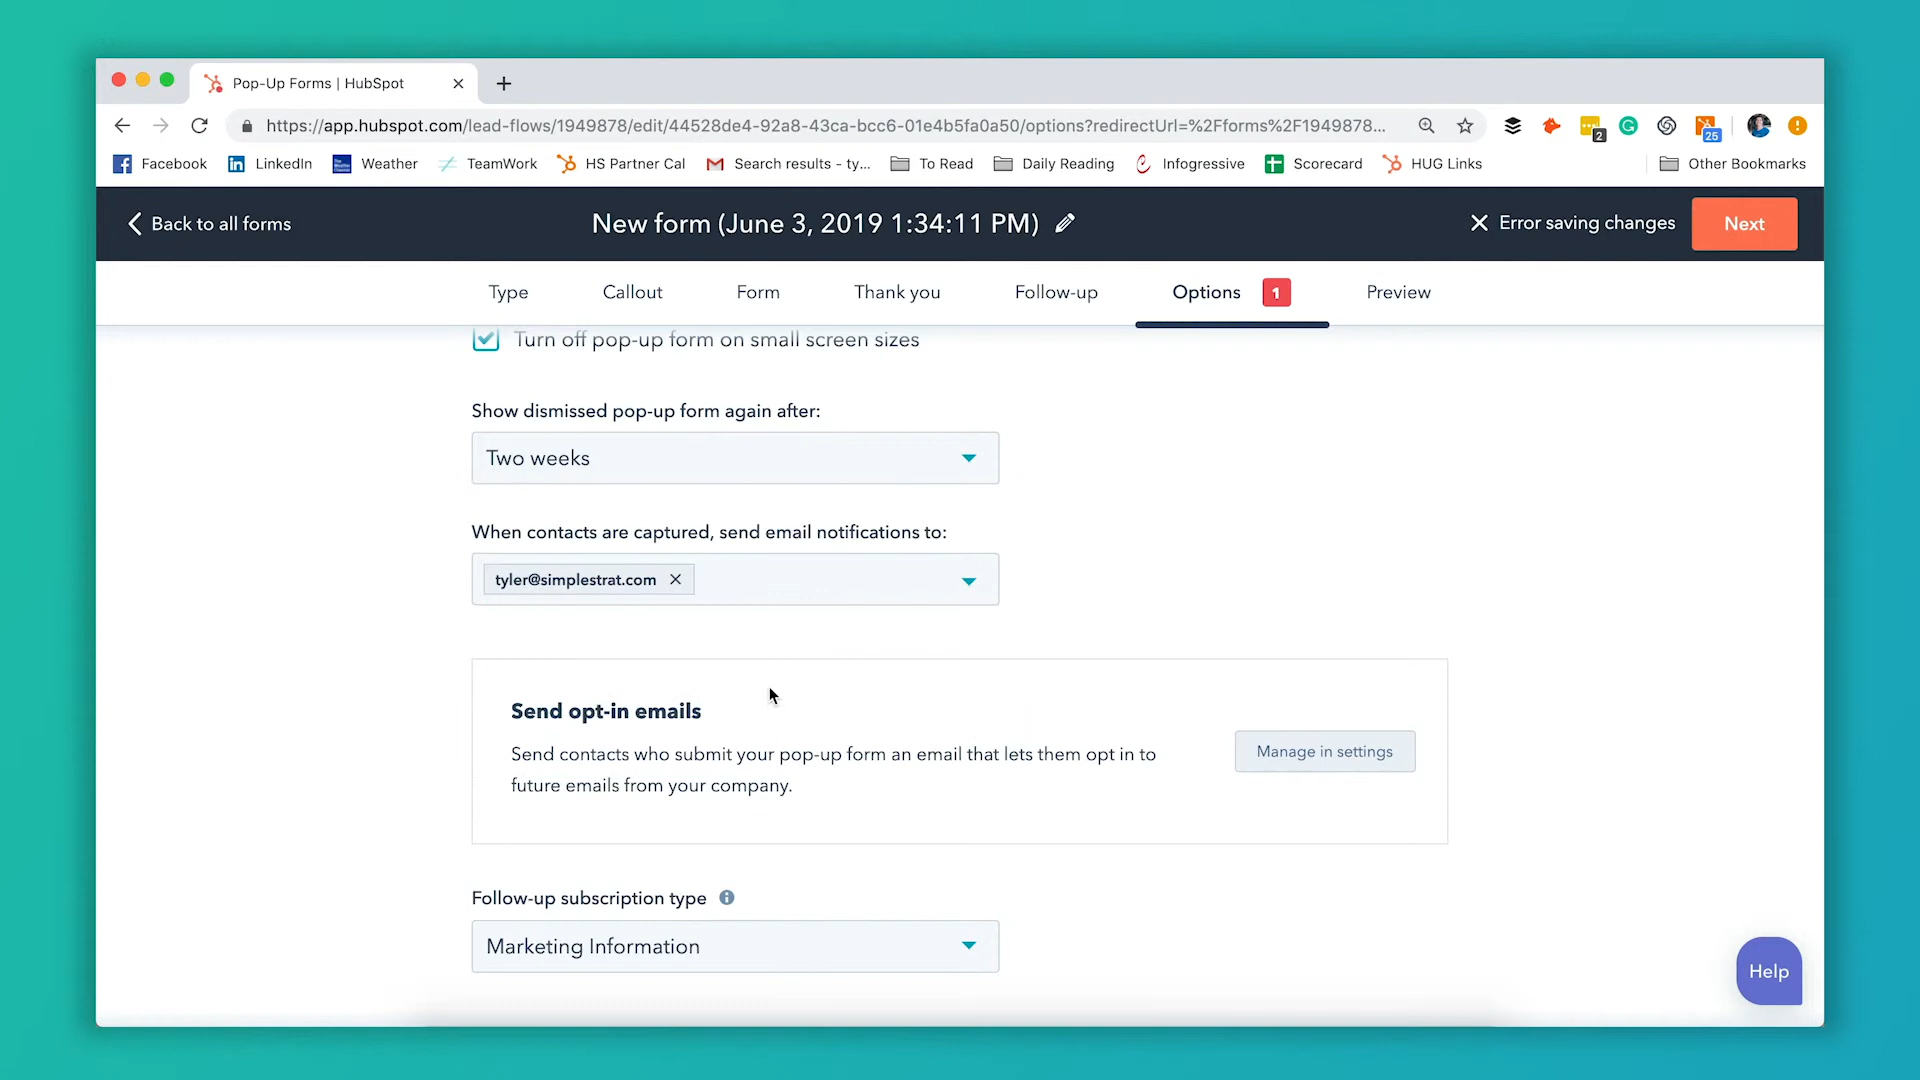 Pop-Up Forms | HubSpot
https://app.hubspot.com/lead-flows/1949878/edit/44528de4-92a8-43ca-bcc6-01e4b5fa0a50/options?redirectUrl=%2Fforms%2F1949878...
2
25
Facebook LinkedIn Weather TeamWork HS Partner Cal Search results - ty... To Read Daily Reading Infogressive Scorecard HUG Links Other Bookmarks
Back to all forms New form (June 3, 2019 1:34:11 PM) Error saving changes Next
Type Callout Form Thank you Follow-up Options 1 Preview
Turn off pop-up form on small screen sizes
Show dismissed pop-up form again after:
Two weeks
When contacts are captured, send email notifications to:
tyler@simplestrat.com
Send opt-in emails
Send contacts who submit your pop-up form an email that lets them opt in to
future emails from your company.
Manage in settings
Follow-up subscription type
Marketing Information
Help